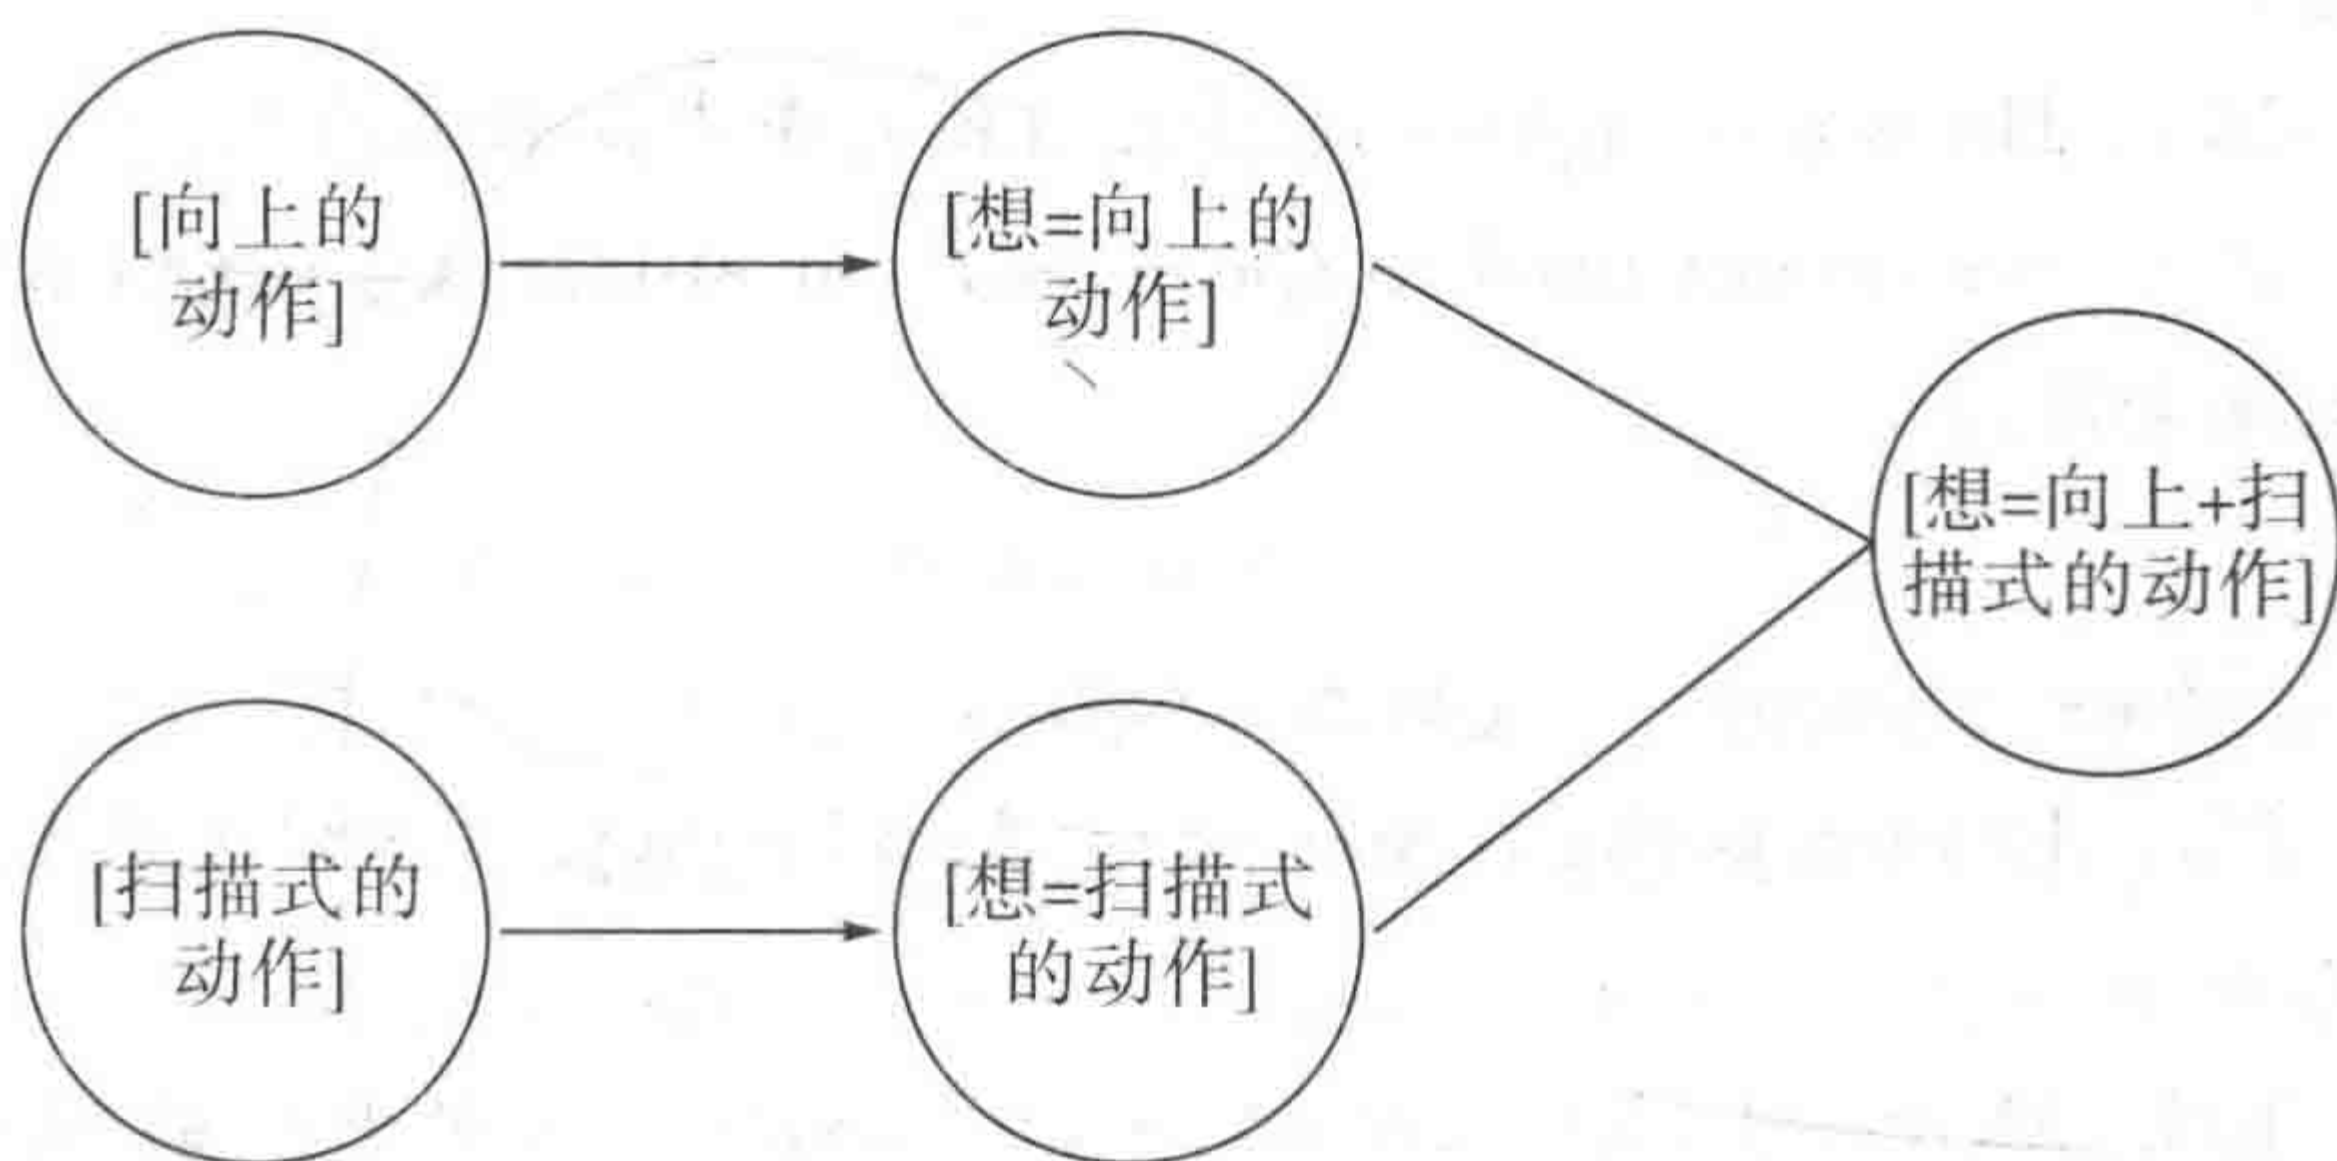 [向上的
动作]
[想=向上的
动作]
[想=向上+扫
描式的动作]
[扫描式的
动作]
[想=扫描式
的动作]